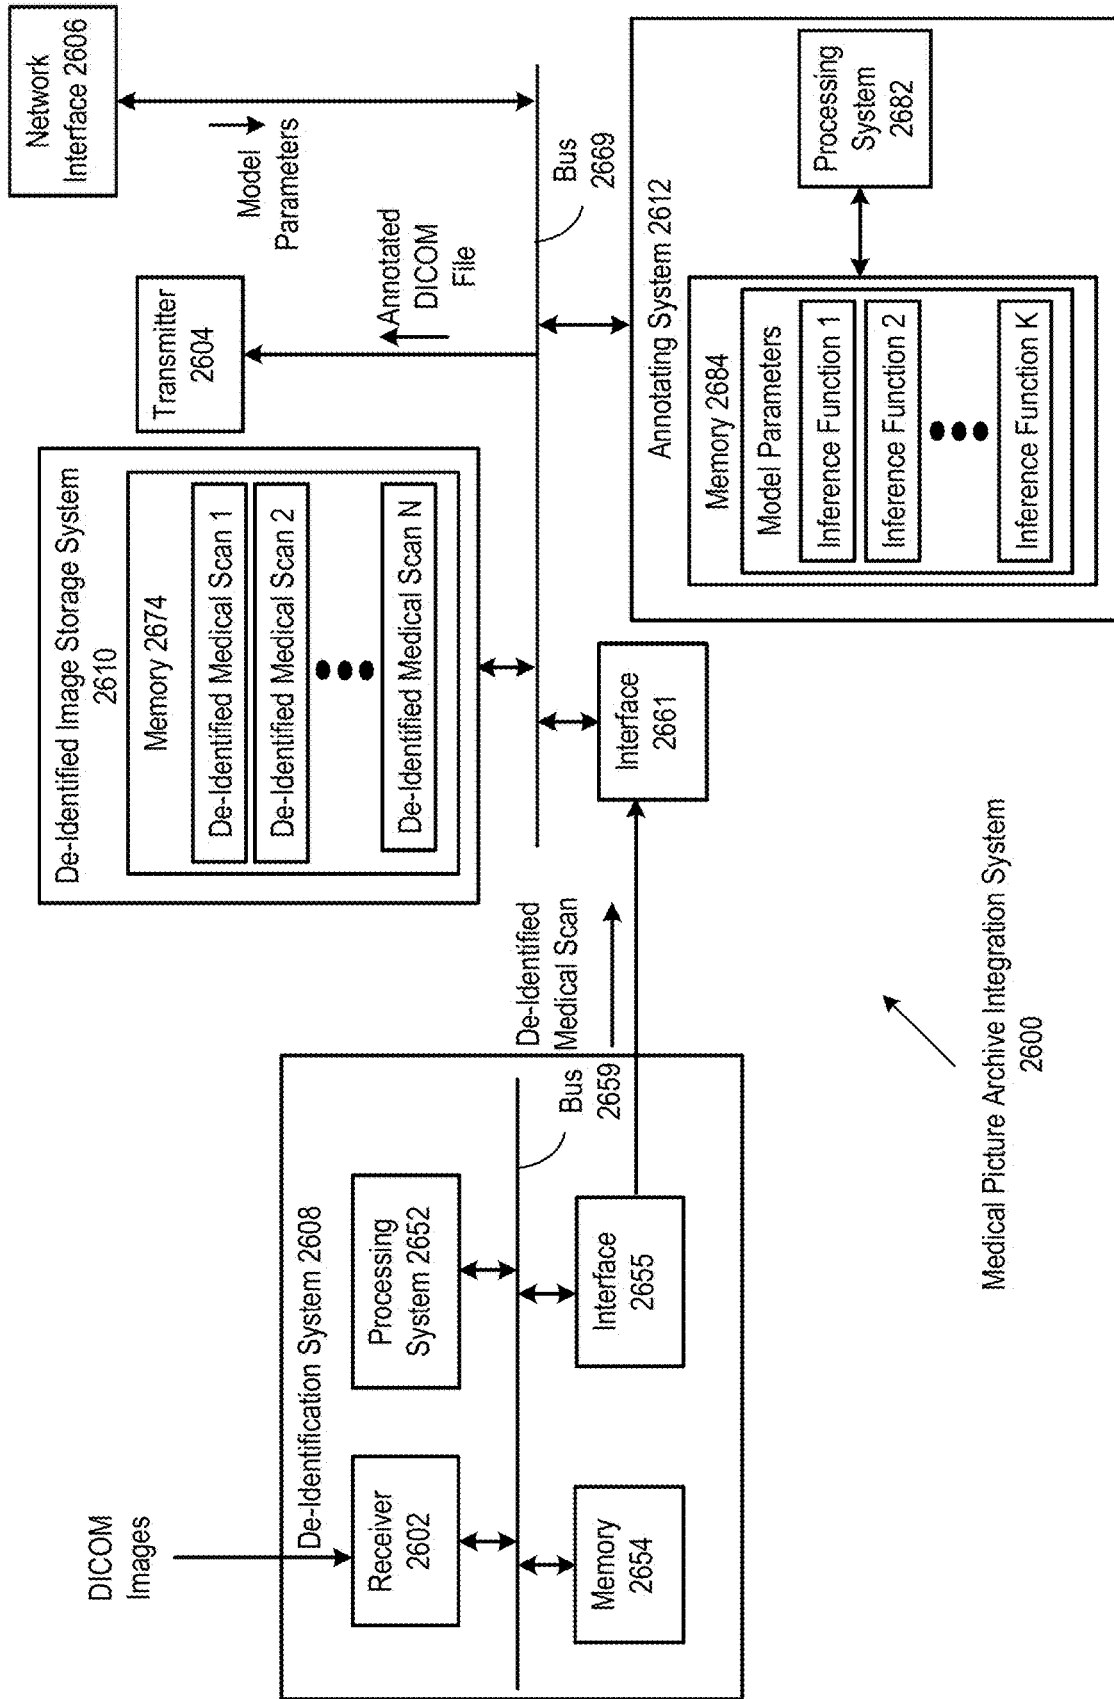 DICOM
Images
De-Identification System 2608
Receiver
2602
Processing
System 2652
Memory
2654
Interface
2655
Bus
2659
De-Identified
Medical Scan
De-Identified Image Storage System
2610
Memory 2674
De-Identified Medical Scan 1
De-Identified Medical Scan 2
De-Identified Medical Scan N
Interface
2661
Transmitter
2604
Annotated
DICOM
File
Network
Interface 2606
Model
Parameters
Bus
2669
Annotating System 2612
Memory 2684
Model Parameters
Inference Function 1
Inference Function 2
Inference Function K
Processing
System
2682
Medical Picture Archive Integration System
2600